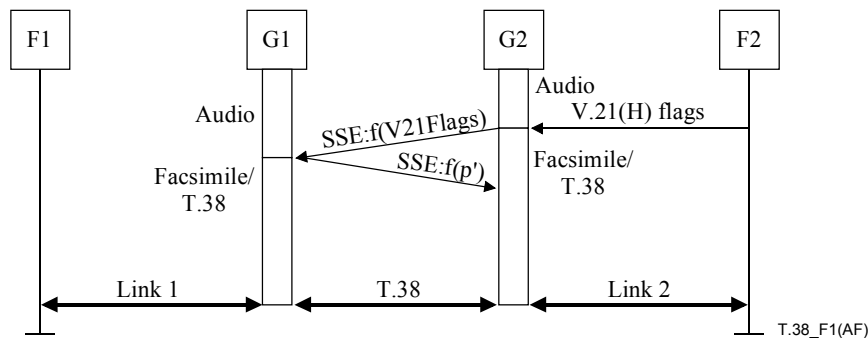 F1
G1
G2
F2
Audio
Audio
V.21(H) flags
SSE:f(V21Flags)
SSE:f(p')
Facsimile/
T.38
Facsimile/
T.38
Link 1
T.38
Link 2
T.38_F1(AF)